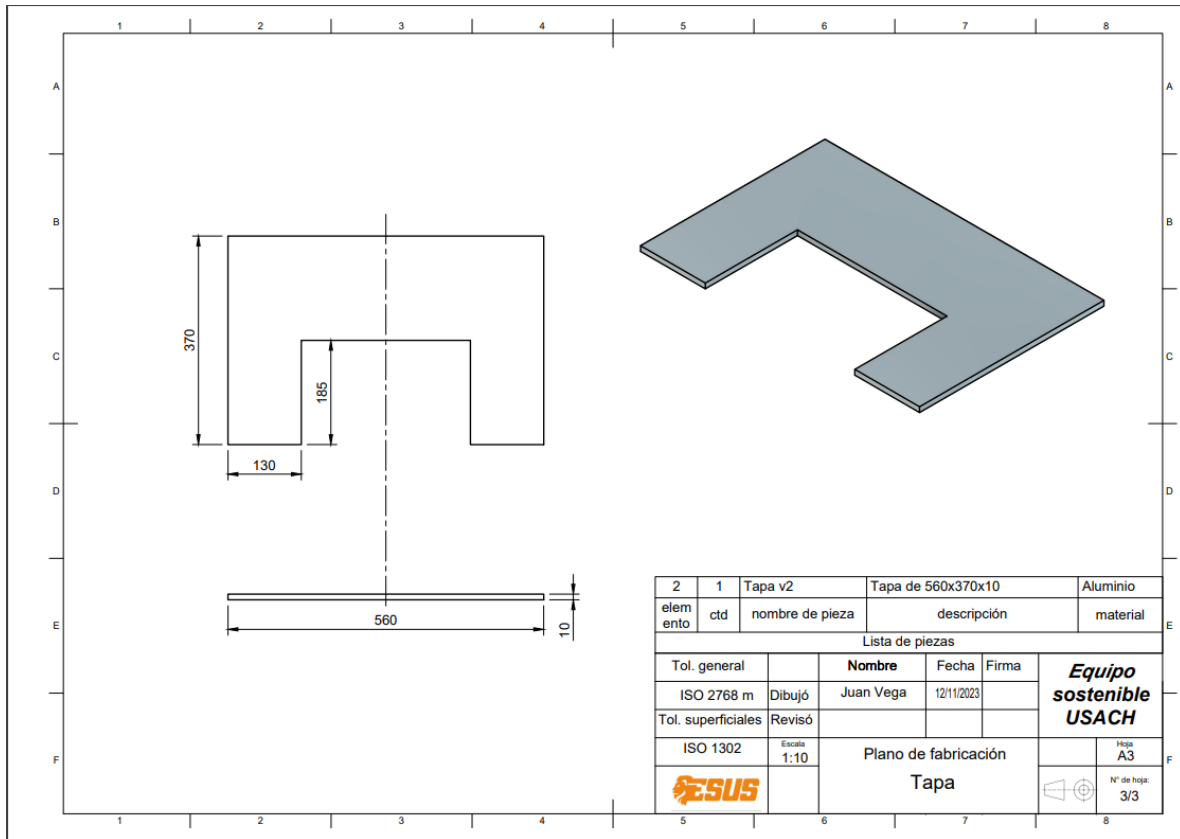 1 2 3 4 5 6 7 8
A A
B B
C C
D D
E E
F F
370
185
130
560
10
2 1 Tapa v2 Tapa de 560x370x10 Aluminio
elem
ento ctd nombre de pieza descripción material
Lista de piezas
Tol. general Nombre Fecha Firma
ISO 2768 m Dibujó Juan Vega 12/11/2023
Tol. superficiales Revisó
Equipo
sostenible
USACH
ISO 1302 Escala
1:10
Plano de fabricación
Tapa
Hoja
A3
N° de hoja:
3/3
ESUS
1 2 3 4 5 6 7 8